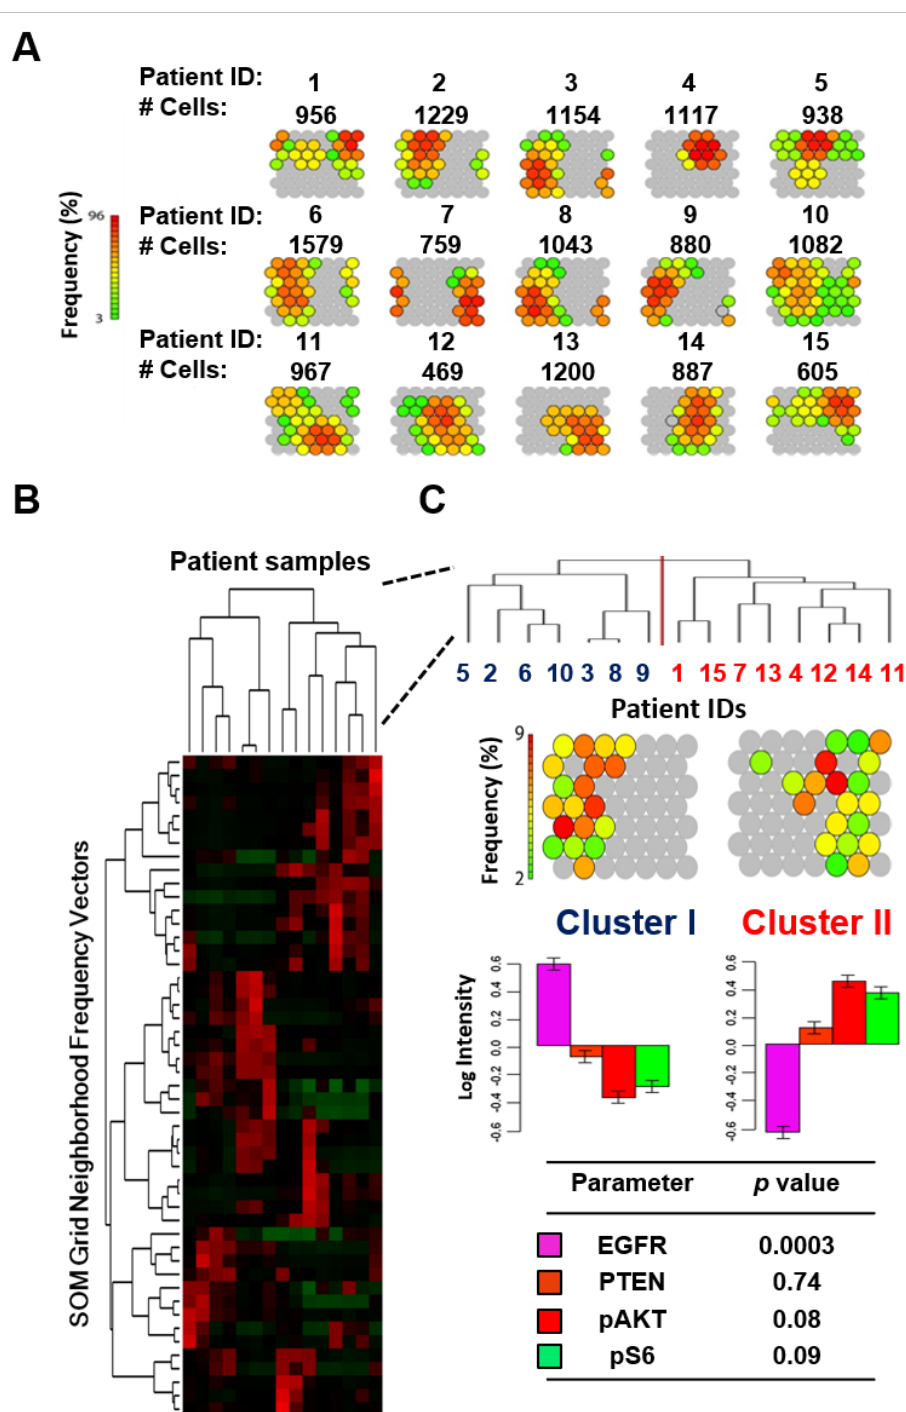 A
Patient ID: 1 2 3 4 5
# Cells: 956 1229 1154 1117 938
Patient ID: 6 7 8 9 10
# Cells: 1579 759 1043 880 1082
Patient ID: 11 12 13 14 15
# Cells: 967 469 1200 887 605
Frequency (%)
96
3
B
Patient samples
SOM Grid Neighborhood Frequency Vectors
C
5 2 6 10 3 8 9 1 15 7 13 4 12 14 11
Patient IDs
Frequency (%)
9
2
Cluster I Cluster II
Log Intensity
0.6
0.4
0.2
0.0
-0.2
-0.4
-0.6
0.6
0.4
0.2
0.0
-0.2
-0.4
-0.6
Parameter p value
EGFR 0.0003
PTEN 0.74
pAKT 0.08
pS6 0.09